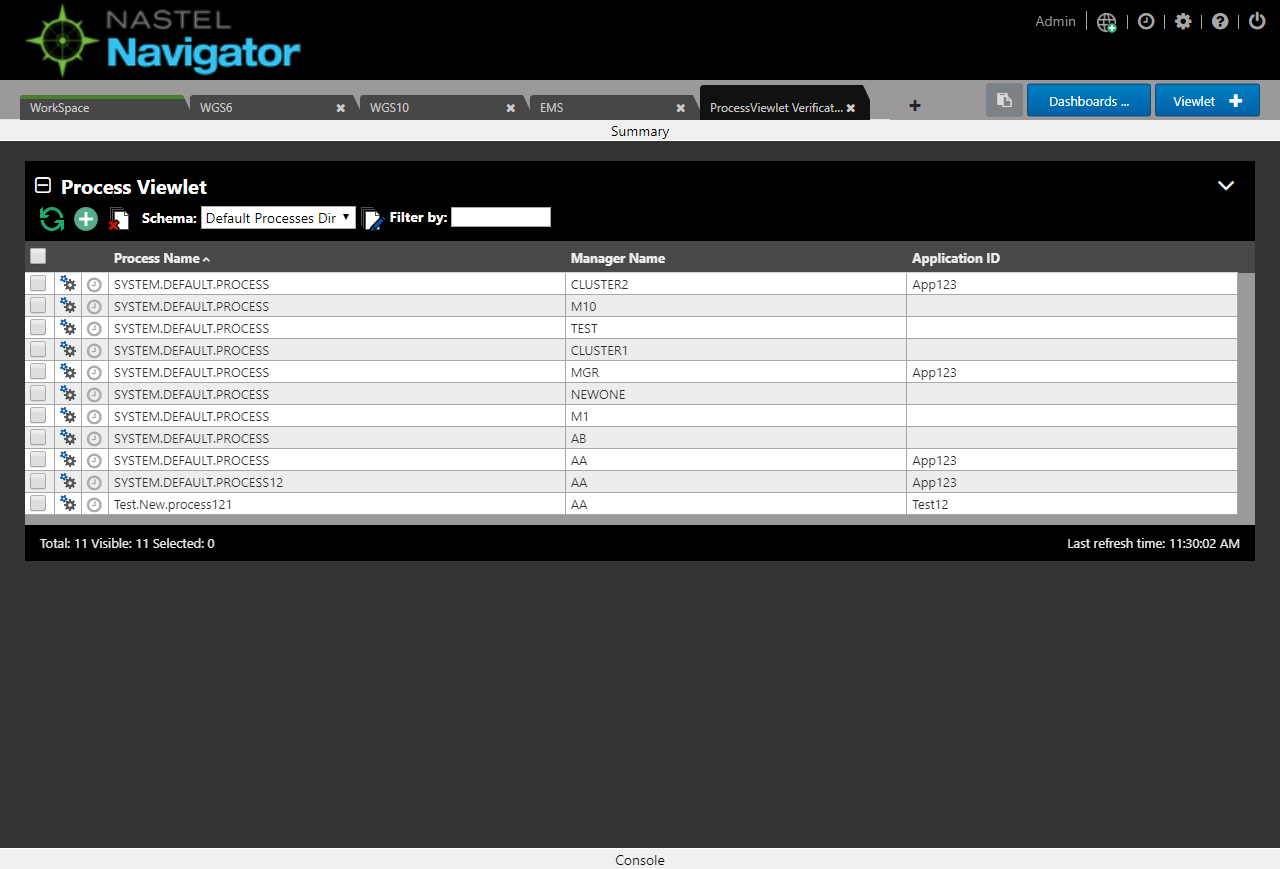 NASTEL
Navigator
Admin
WorkSpace WGS6 WGS10 EMS ProcessViewlet Verificat... Dashboards ... Viewlet
Summary
Process Viewlet
Schema: Default Processes Dir Filter by:
Process Name Manager Name Application ID
SYSTEM.DEFAULT.PROCESS CLUSTER2 App123
SYSTEM.DEFAULT.PROCESS M10
SYSTEM.DEFAULT.PROCESS TEST
SYSTEM.DEFAULT.PROCESS CLUSTER1
SYSTEM.DEFAULT.PROCESS MGR App123
SYSTEM.DEFAULT.PROCESS NEWONE
SYSTEM.DEFAULT.PROCESS M1
SYSTEM.DEFAULT.PROCESS AB
SYSTEM.DEFAULT.PROCESS AA App123
SYSTEM.DEFAULT.PROCESS12 AA App123
Test.New.process121 AA Test12
Total: 11 Visible: 11 Selected: 0 Last refresh time: 11:30:02 AM
Console